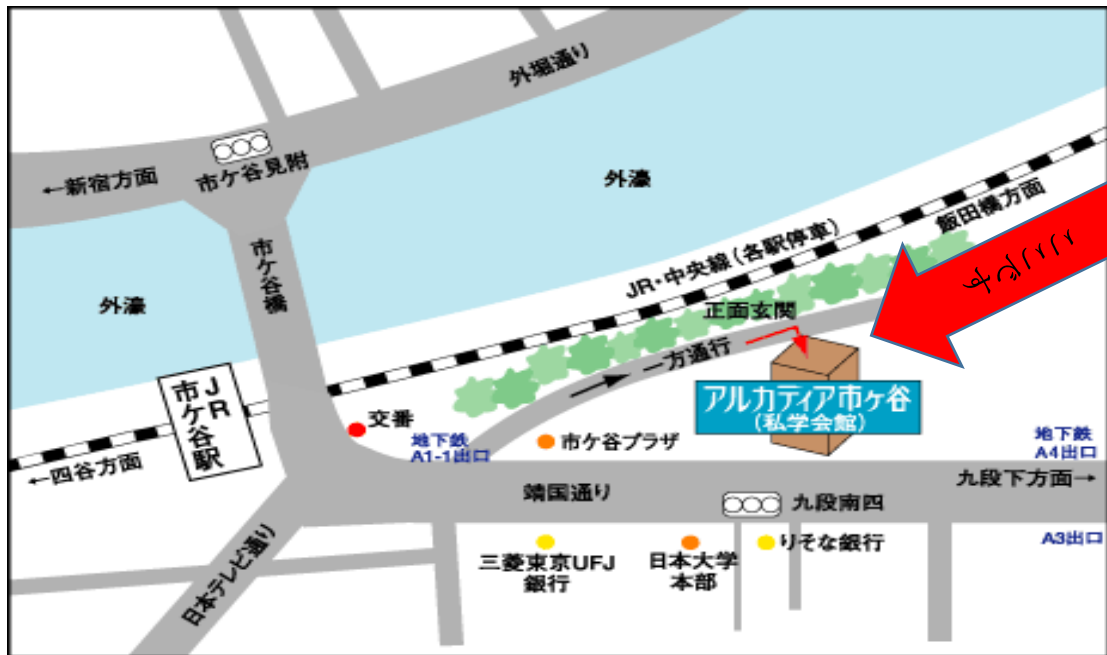 外堀通り
←新宿方面
市ケ谷見附
外濠
飯田橋方面
ここです
JR・中央線(各駅停車)
市ケ谷橋
外濠
正面玄関
一方通行
JR
市ケ谷駅
アルカディア市ヶ谷
(私学会館)
交番
地下鉄
A1-1出口
市ケ谷プラザ
地下鉄
A4出口
←四谷方面
九段下方面→
靖国通り
九段南四
A3出口
日本テレビ通り
三菱東京UFJ
銀行
日本大学
本部
りそな銀行